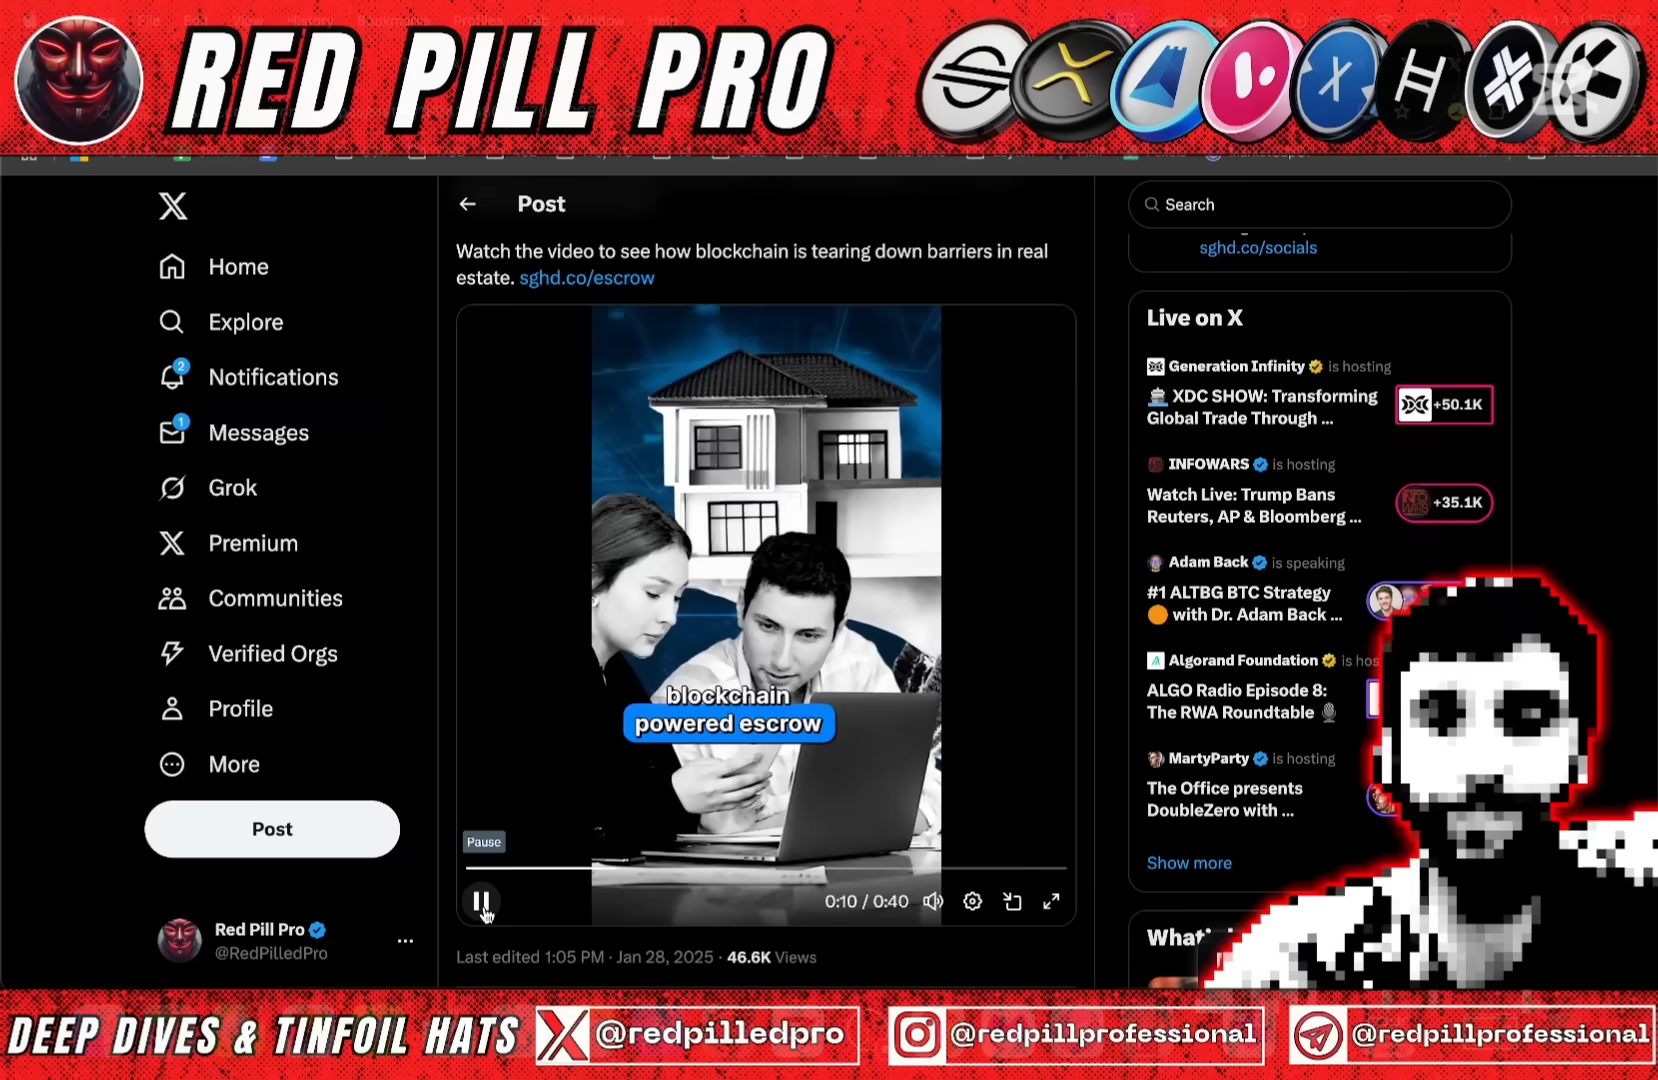 RED PILL PRO
Post
Search
Watch the video to see how blockchain is tearing down barriers in real
estate. sghd.co/escrow
sghd.co/socials
Home
Explore
2
Notifications
1
Messages
Grok
Premium
Communities
Verified Orgs
Profile
More
Post
Red Pill Pro
@RedPilledPro
blockchain
powered escrow
Pause
0:10 / 0:40
Last edited 1:05 PM · Jan 28, 2025 · 46.6K Views
Live on X
Generation Infinity is hosting
XDC SHOW: Transforming
Global Trade Through ...
+50.1K
INFOWARS is hosting
Watch Live: Trump Bans
Reuters, AP & Bloomberg ...
+35.1K
Adam Back is speaking
#1 ALTBG BTC Strategy
with Dr. Adam Back ...
Algorand Foundation is hos
ALGO Radio Episode 8:
The RWA Roundtable
MartyParty is hosting
The Office presents
DoubleZero with ...
Show more
What'
DEEP DIVES & TINFOIL HATS
@redpilledpro
@redpillprofessional
@redpillprofessional